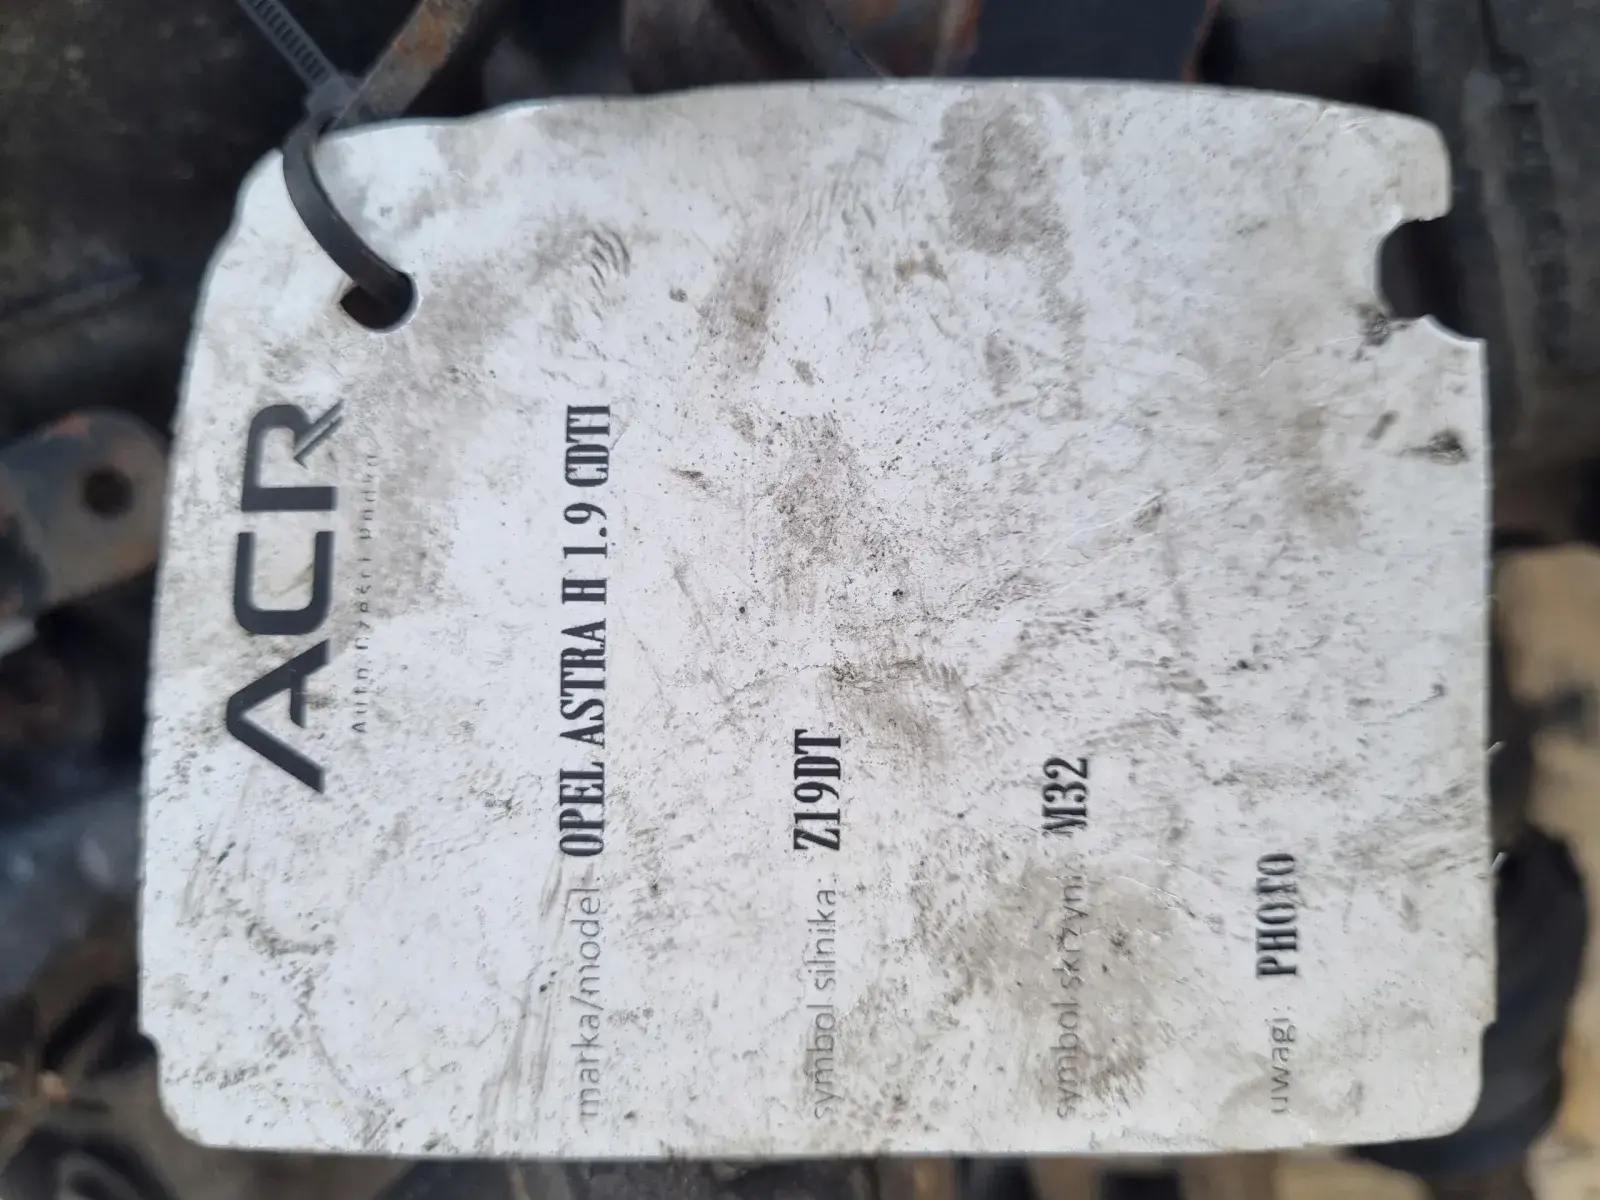 ACR
marka/model: OPEL ASTRA H 1.9 CDTI
symbol silnika: Z19DT
symbol skrzyni: M32
uwagi: PHOTO